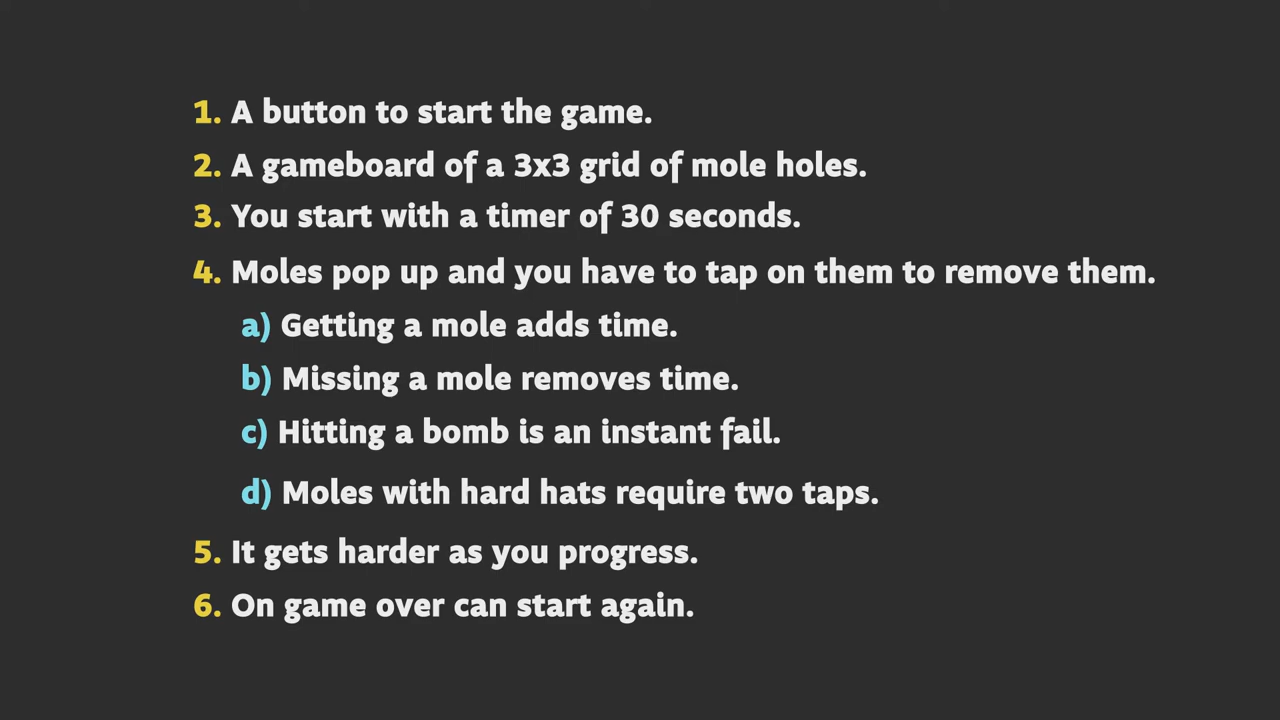 1. A button to start the game.
2. A gameboard of a 3x3 grid of mole holes.
3. You start with a timer of 30 seconds.
4. Moles pop up and you have to tap on them to remove them.
a) Getting a mole adds time.
b) Missing a mole removes time.
c) Hitting a bomb is an instant fail.
d) Moles with hard hats require two taps.
5. It gets harder as you progress.
6. On game over can start again.